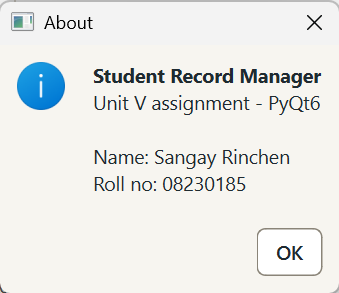 About
Student Record Manager
Unit V assignment - PyQt6
Name: Sangay Rinchen
Roll no: 08230185
OK